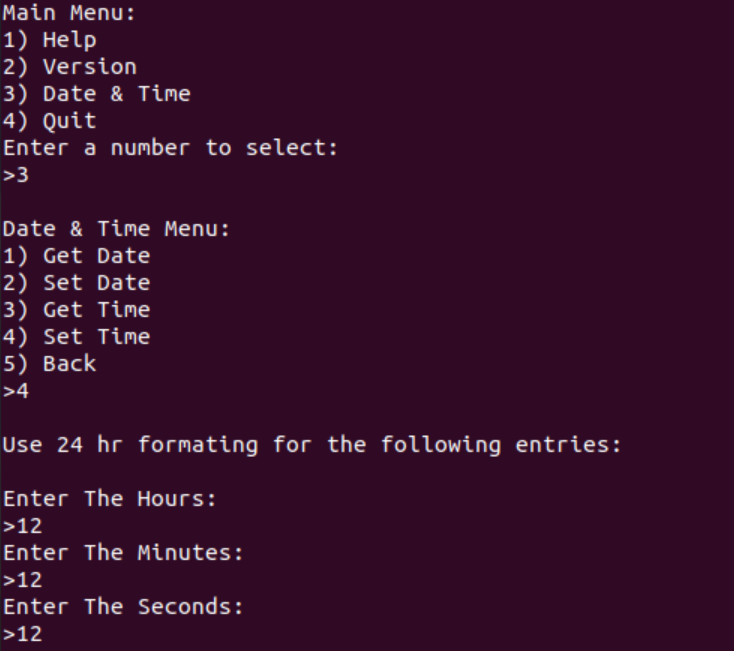 Main Menu:
1) Help
2) Version
3) Date & Time
4) Quit
Enter a number to select:
>3
Date & Time Menu:
1) Get Date
2) Set Date
3) Get Time
4) Set Time
5) Back
>4
Use 24 hr formating for the following entries:
Enter The Hours:
>12
Enter The Minutes:
>12
Enter The Seconds:
>12